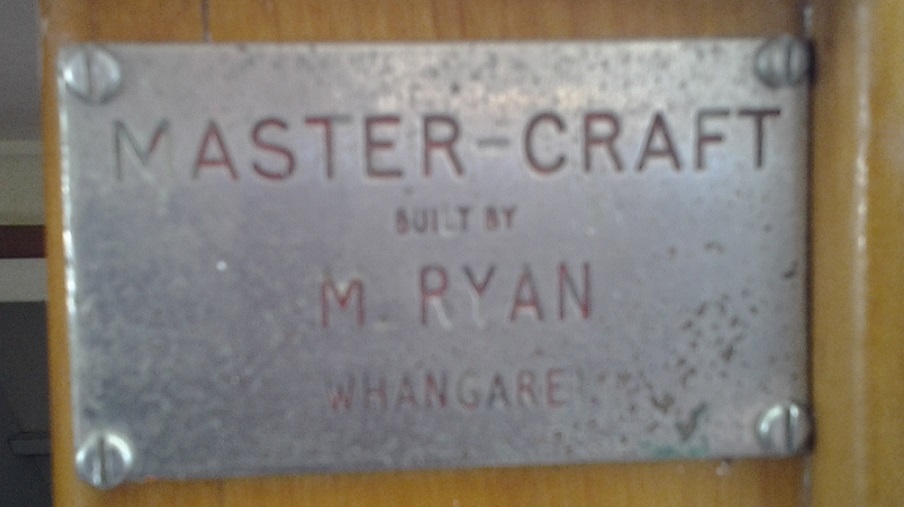 MASTER-CRAFT
BUILT BY
M. RYAN
WHANGAREI